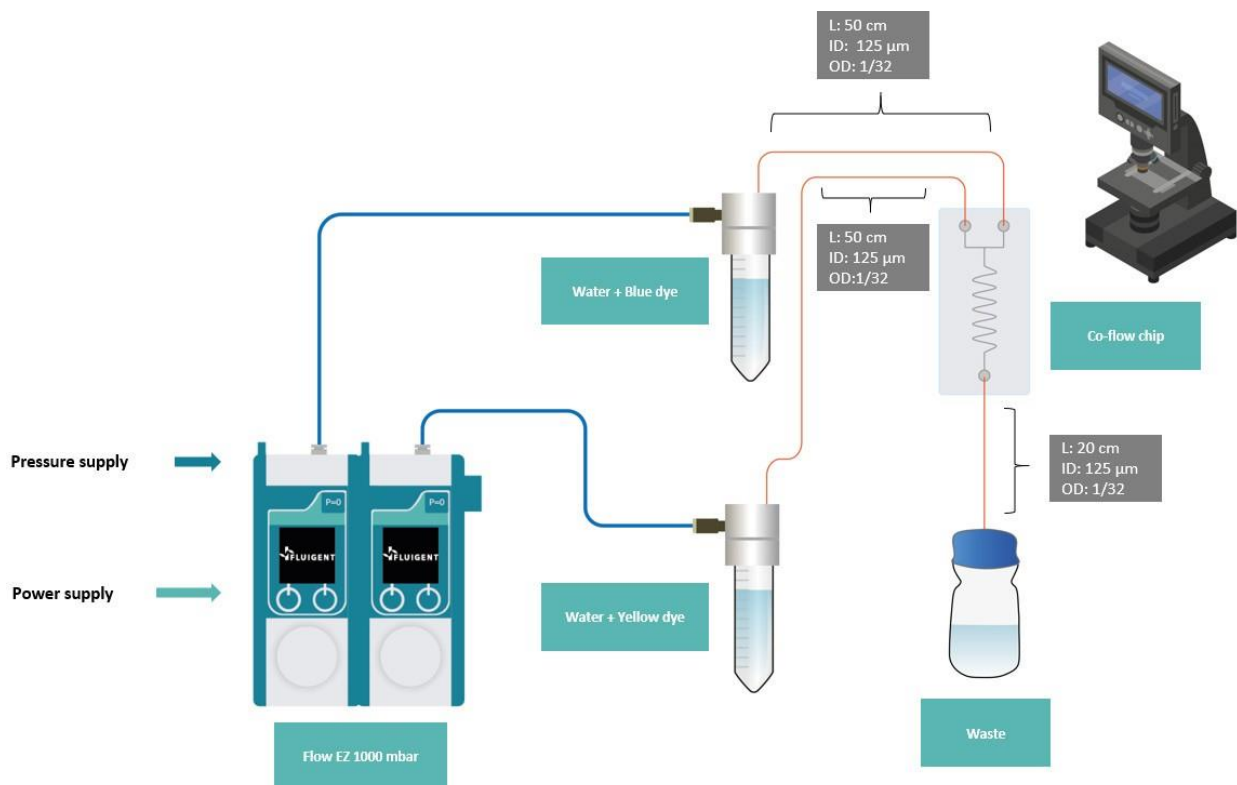 L: 50 cm
ID:  125 µm
OD: 1/32
L: 50 cm
ID: 125 µm
OD:1/32
Water + Blue dye
Co-flow chip
Pressure supply
P=0
P=0
FLUIGENT
FLUIGENT
L: 20 cm
ID: 125 µm
OD: 1/32
Power supply
Water + Yellow dye
Waste
Flow EZ 1000 mbar